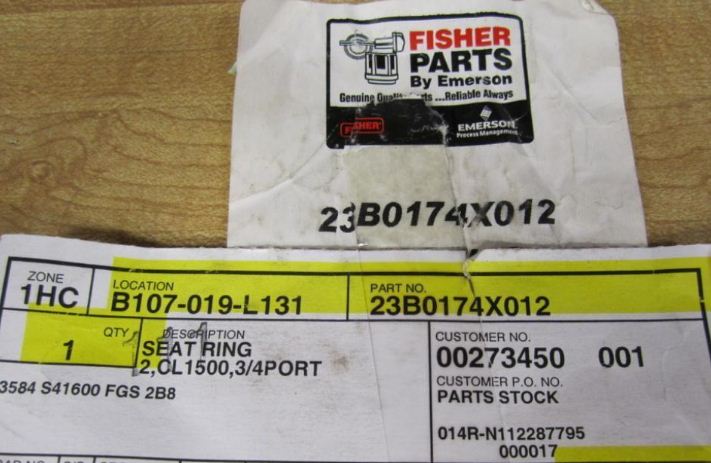 FISHER
PARTS
By Emerson
Genuine Quality Parts ...Reliable Always
FISHER
EMERSON
Process Management
23B0174X012
ZONE
1HC
LOCATION
B107-019-L131
PART NO.
23B0174X012
QTY
1
DESCRIPTION
SEAT RING
2,CL1500,3/4PORT
3584 S41600 FGS 2B8
CUSTOMER NO.
00273450 001
CUSTOMER P.O. NO.
PARTS STOCK
014R-N112287795
000017